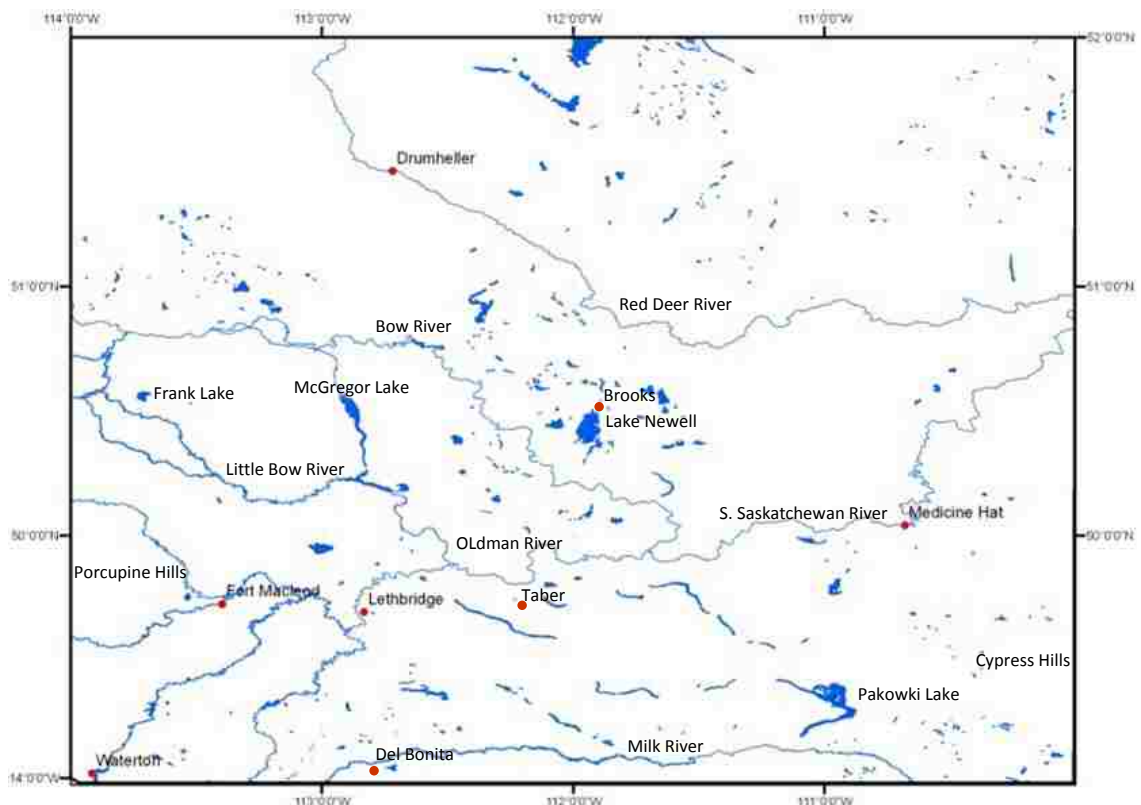 114°0'0"W 113°0'0"W 112°0'0"W 111°0'0"W
52°0'0"N
Drumheller
51°0'0"N 51°0'0"N
Red Deer River
Bow River
McGregor Lake
Frank Lake
Brooks
Lake Newell
Little Bow River
S. Saskatchewan River
Medicine Hat
50°0'0"N 50°0'0"N
OLdman River
Porcupine Hills
Fort Macleod
Lethbridge
Taber
Cypress Hills
Pakowki Lake
Milk River
Del Bonita
Waterton
14°0'0"W
113°0'0"W 112°0'0"W 111°0'0"W